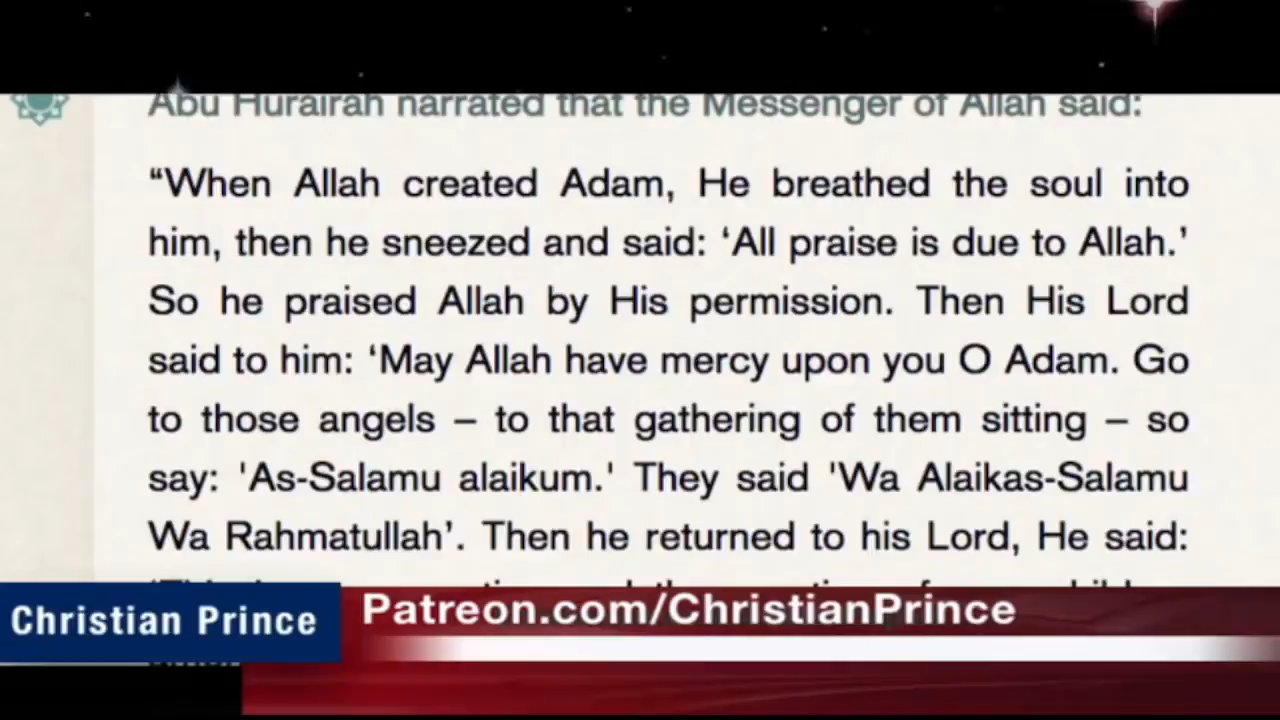 Abu Hurairah narrated that the Messenger of Allah said:
“When Allah created Adam, He breathed the soul into
him, then he sneezed and said: ‘All praise is due to Allah.’
So he praised Allah by His permission. Then His Lord
said to him: ‘May Allah have mercy upon you O Adam. Go
to those angels – to that gathering of them sitting – so
say: 'As-Salamu alaikum.' They said 'Wa Alaikas-Salamu
Wa Rahmatullah’. Then he returned to his Lord, He said:
Christian Prince
Patreon.com/ChristianPrince